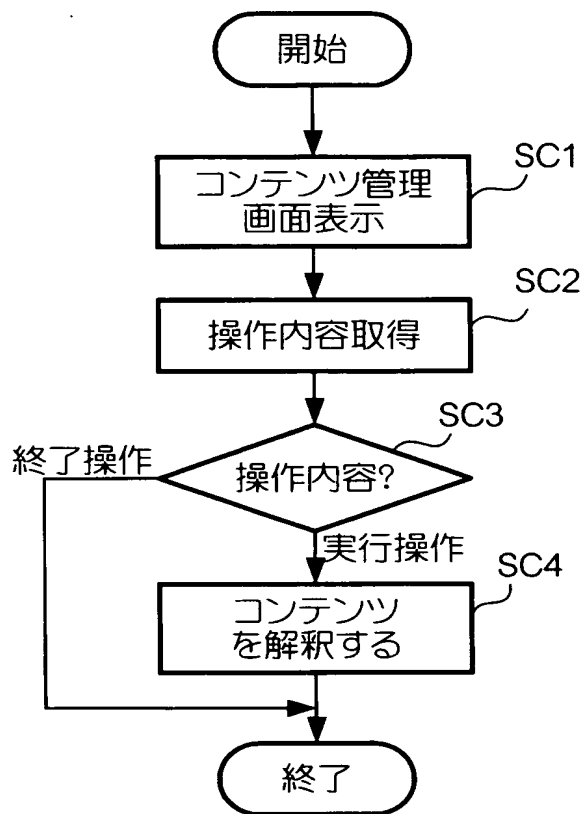 開始
SC1
コンテンツ管理
画面表示
SC2
操作内容取得
SC3
終了操作
操作内容?
実行操作
SC4
コンテンツ
を解釈する
終了